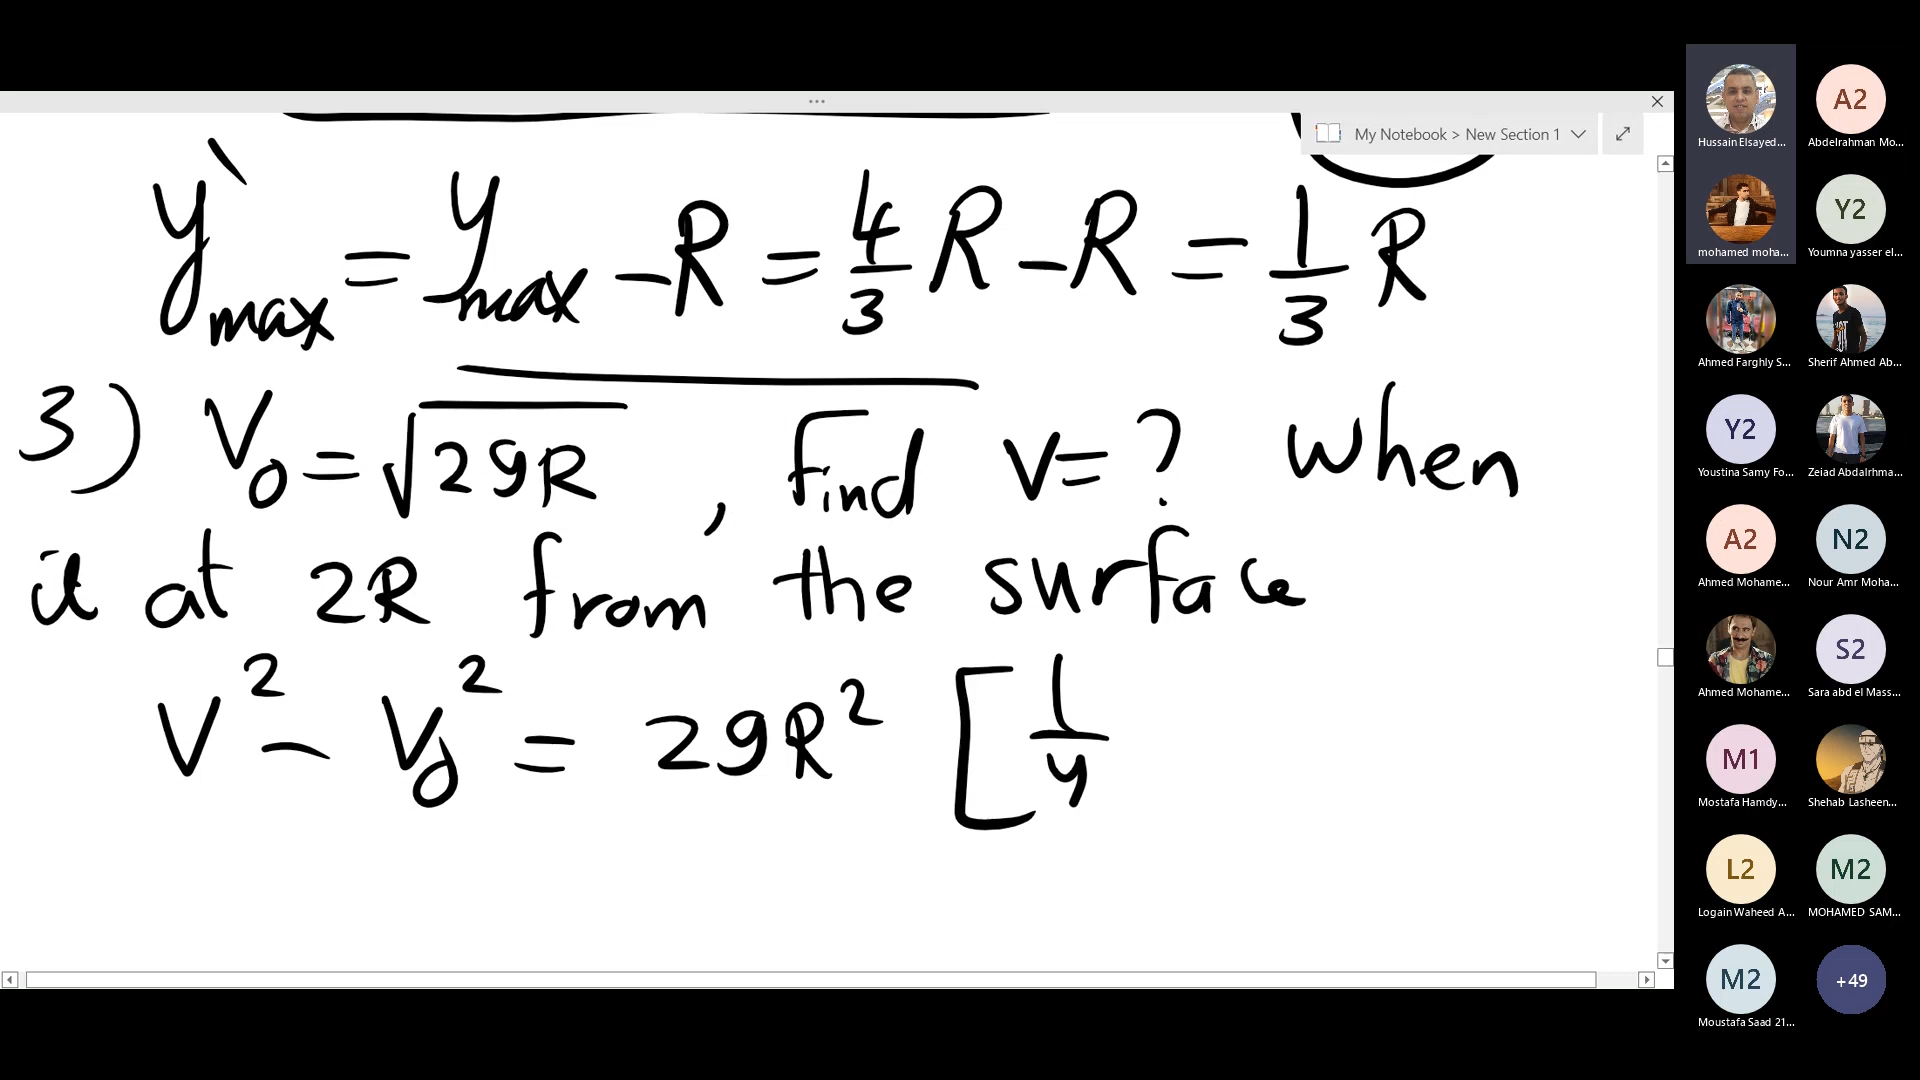 My Notebook > New Section 1
y`max = ymax - R = 4/3 R - R = 1/3 R
3) V₀ = √2gR , find v= ? when
it at 2R from the surface
V² - V₀² = 2gR² [ 1/y
Hussain Elsayed...
A2
Abdelrahman Mo...
mohamed moha...
Y2
Youmna yasser el...
Ahmed Farghly S...
Sherif Ahmed Ab...
Y2
Youstina Samy Fo...
Zeiad Abdalrhma...
A2
Ahmed Mohame...
N2
Nour Amr Moha...
Ahmed Mohame...
S2
Sara abd el Mass...
M1
Mostafa Hamdy...
Shehab Lasheen...
L2
Logain Waheed A...
M2
MOHAMED SAM...
M2
Moustafa Saad 21...
+49